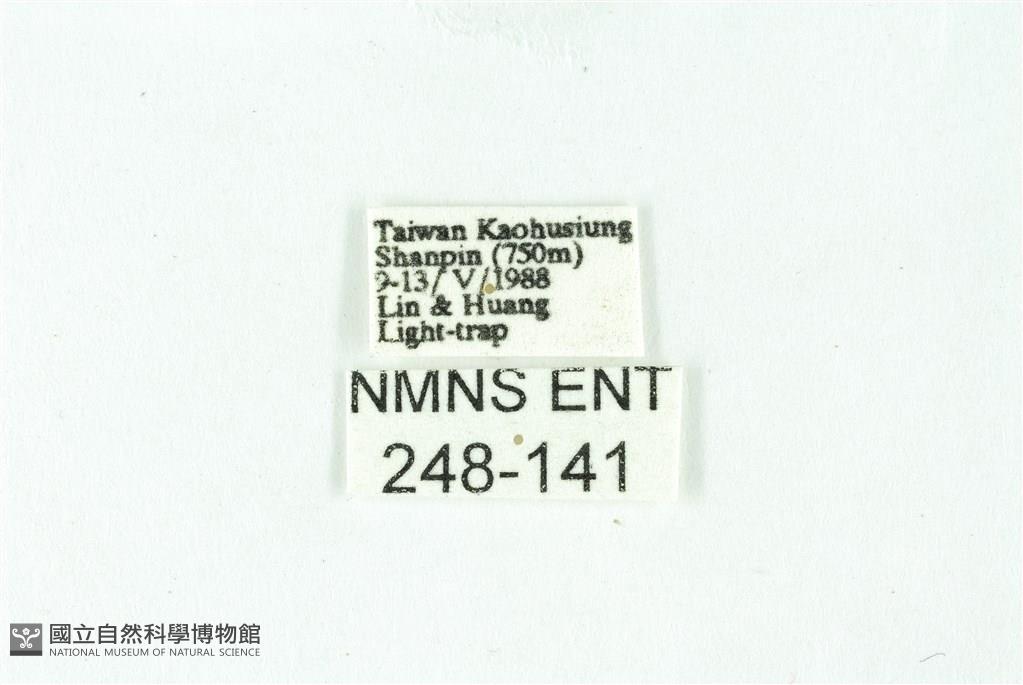 Taiwan Kaohusiung
Shanpin (750m)
9-13/V/1988
Lin & Huang
Light-trap
NMNS ENT
248-141
國立自然科學博物館
NATIONAL MUSEUM OF NATURAL SCIENCE